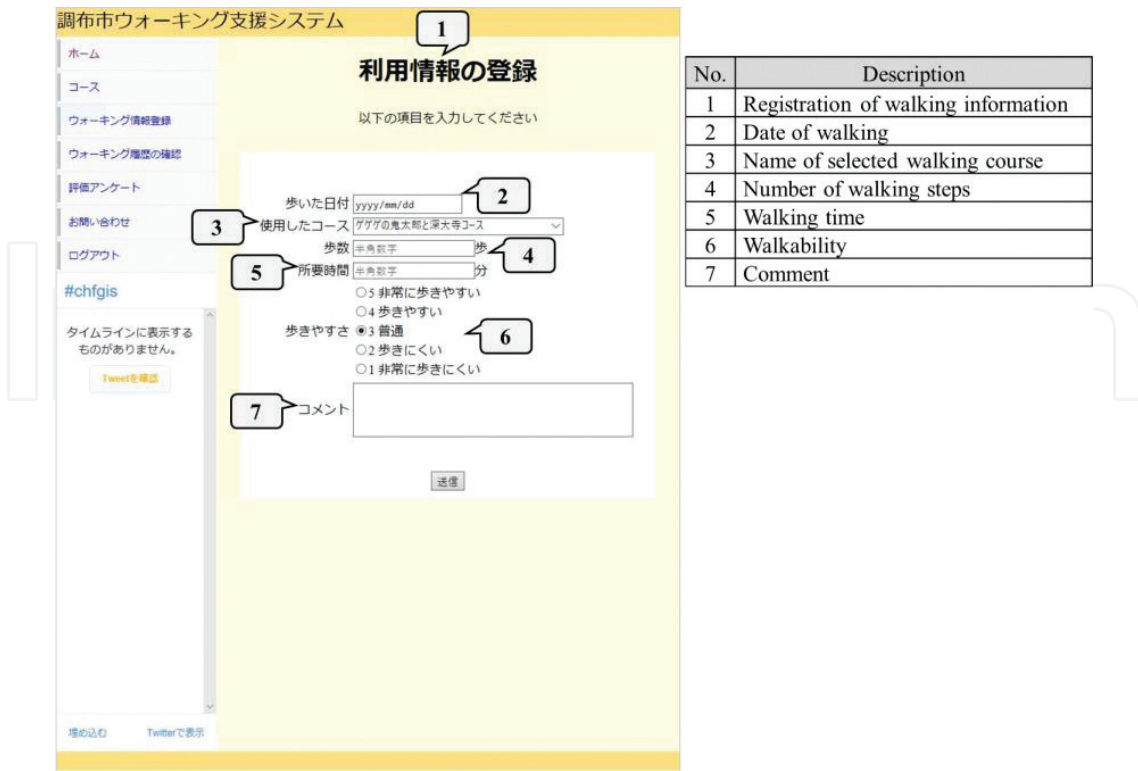 調布市ウォーキング支援システム
ホーム
コース
ウォーキング情報登録
ウォーキング履歴の確認
評価アンケート
お問い合わせ
ログアウト
#chfgis
タイムラインに表示する
ものがありません。
Tweetを確認
埋め込む Twitterで表示
1
利用情報の登録
以下の項目を入力してください
歩いた日付 yyyy/mm/dd 2
3 使用したコース ゲゲゲの鬼太郎と深大寺コース
歩数 半角数字 歩 4
5 所要時間 半角数字 分
5 非常に歩きやすい
4 歩きやすい
歩きやすさ 3 普通 6
2 歩きにくい
1 非常に歩きにくい
7 コメント
送信
No. Description
1 Registration of walking information
2 Date of walking
3 Name of selected walking course
4 Number of walking steps
5 Walking time
6 Walkability
7 Comment